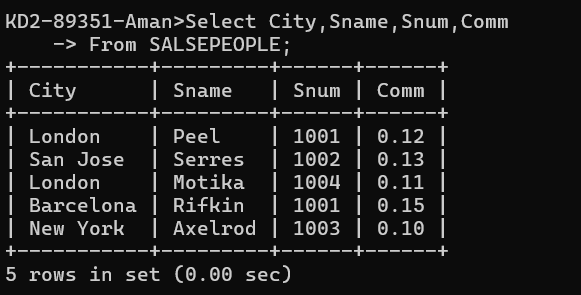 KD2-89351-Aman>Select City,Sname,Snum,Comm
    -> From SALSEPEOPLE;
+-----------+---------+------+------+
| City      | Sname   | Snum | Comm |
+-----------+---------+------+------+
| London    | Peel    | 1001 | 0.12 |
| San Jose  | Serres  | 1002 | 0.13 |
| London    | Motika  | 1004 | 0.11 |
| Barcelona | Rifkin  | 1001 | 0.15 |
| New York  | Axelrod | 1003 | 0.10 |
+-----------+---------+------+------+
5 rows in set (0.00 sec)